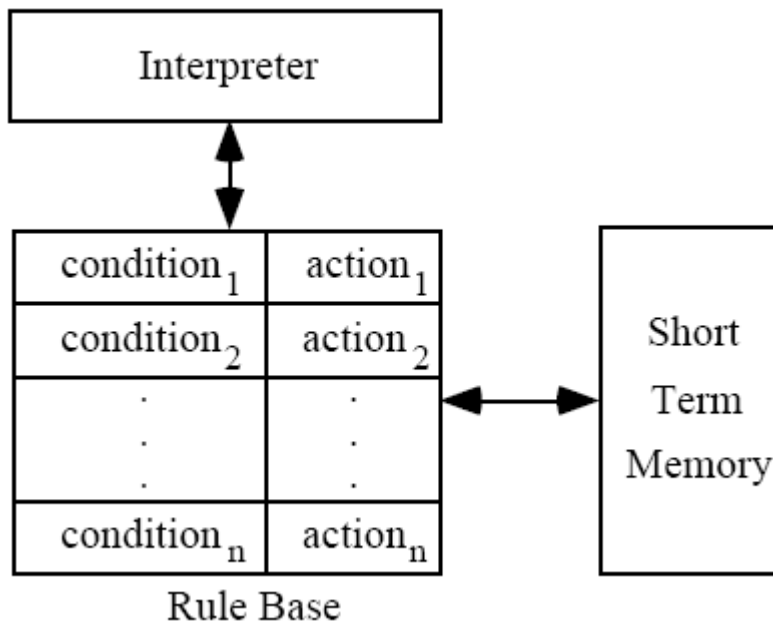 Interpreter
condition₁ action₁
condition₂ action₂
. .
. .
. .
conditionₙ actionₙ
Rule Base
Short
Term
Memory